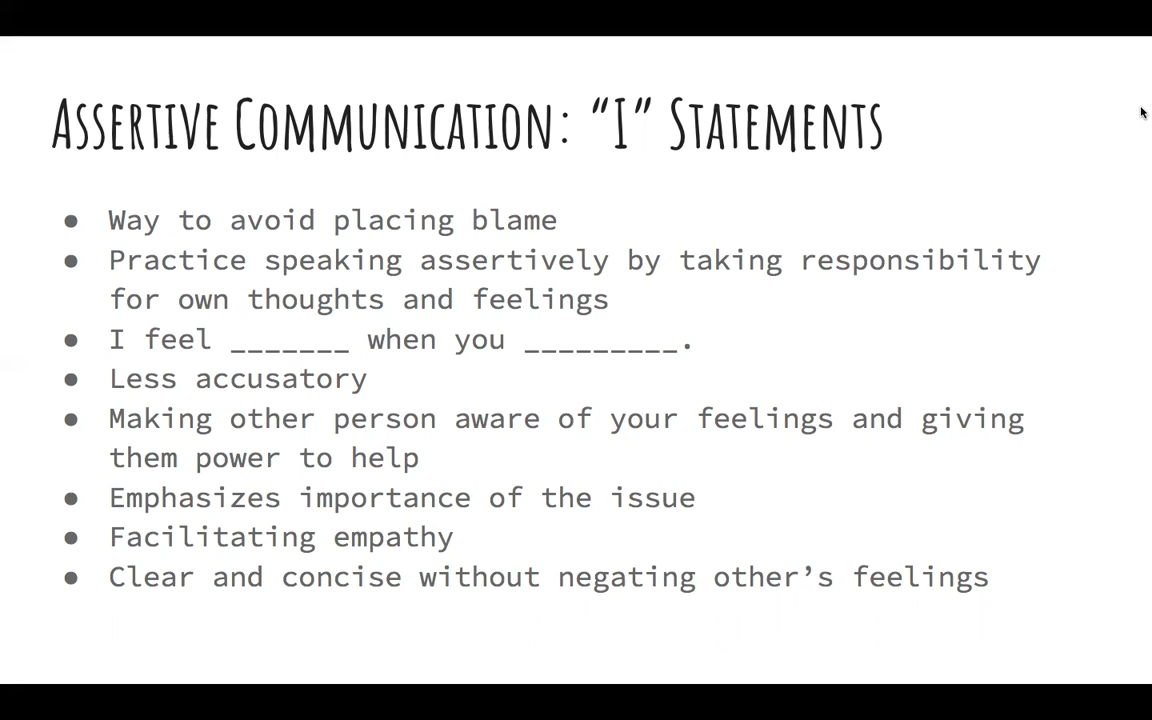 Assertive Communication: “I” Statements
● Way to avoid placing blame
● Practice speaking assertively by taking responsibility
for own thoughts and feelings
● I feel _______ when you _________.
● Less accusatory
● Making other person aware of your feelings and giving
them power to help
● Emphasizes importance of the issue
● Facilitating empathy
● Clear and concise without negating other’s feelings